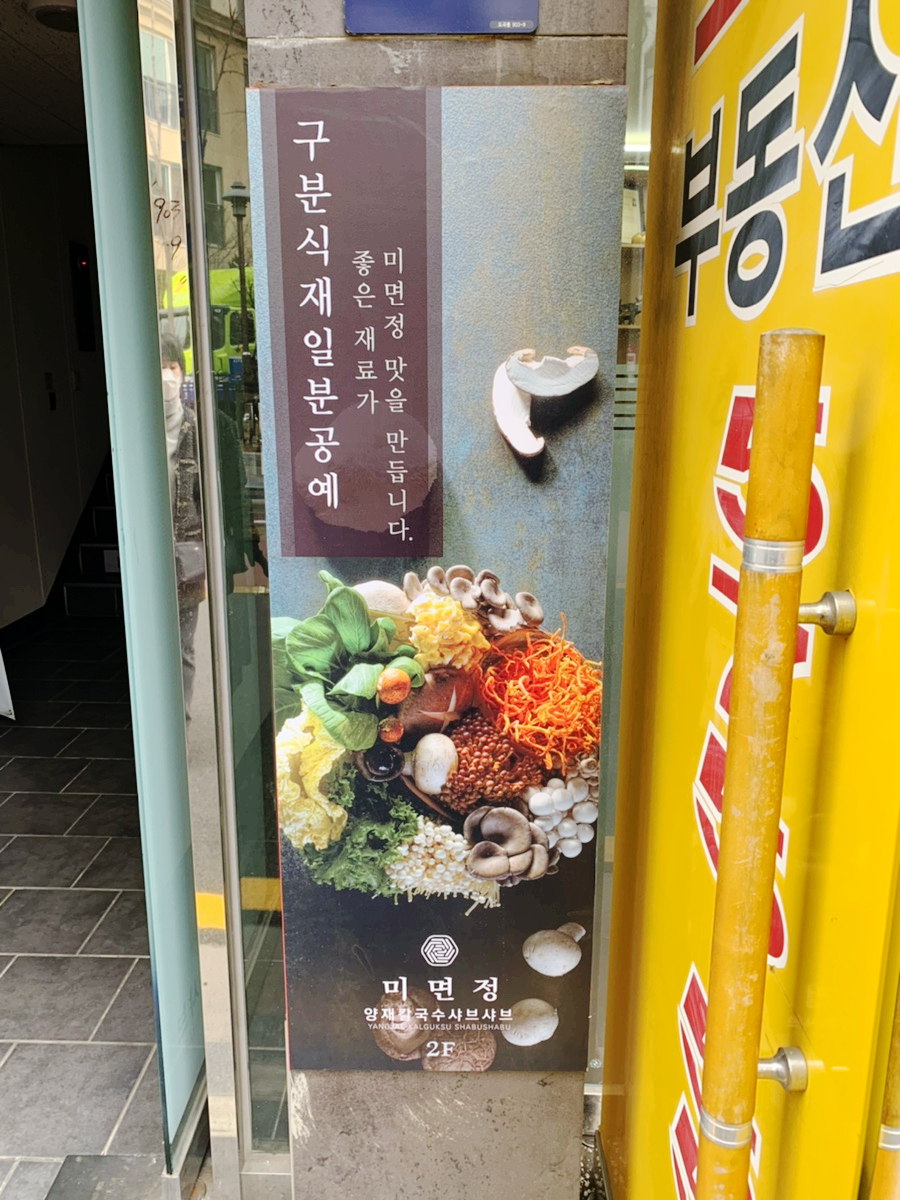 구분식재일분공예
미면정 맛을 만듭니다.
좋은 재료가
미면정
양재칼국수샤브샤브
YANGJAE KALGUKSU SHABUSHABU
2F
부동산
903